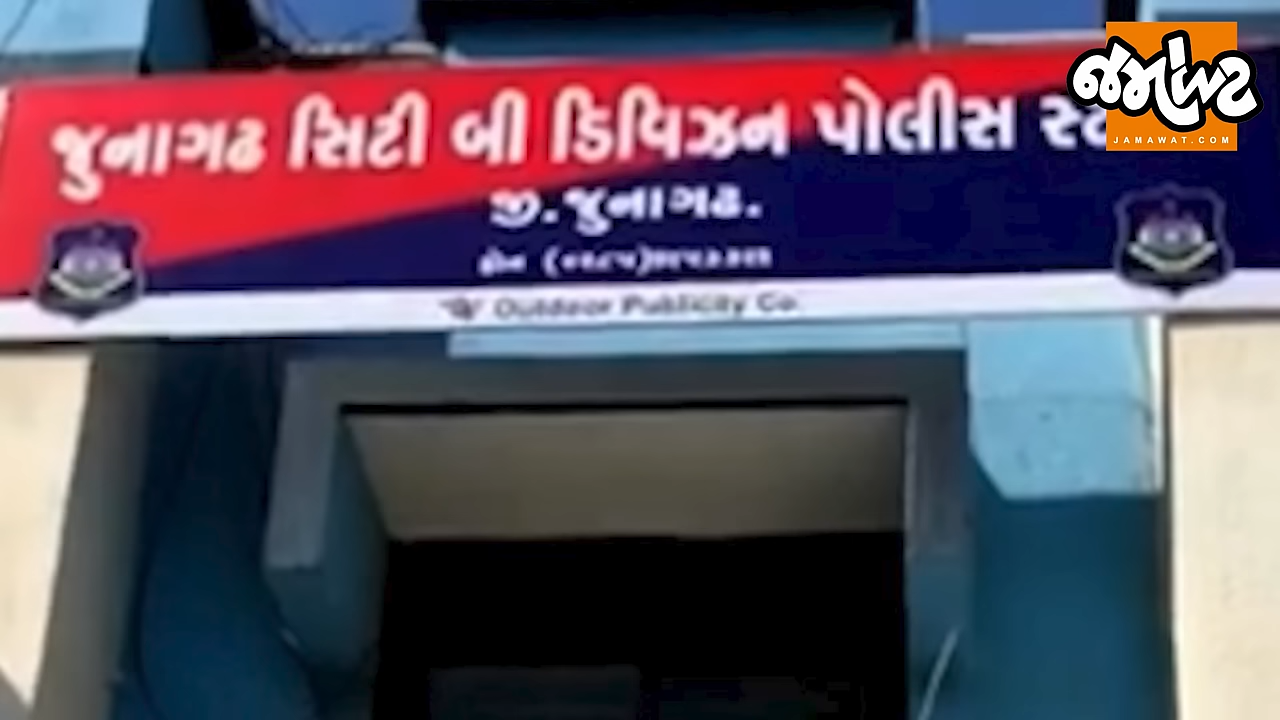 જુનાગઢ સિટી બી ડિવિઝન પોલીસ
જી.જુનાગઢ.
ફોન
Outdoor Publicity Co.
જમાવટ
JAMAWAT.COM